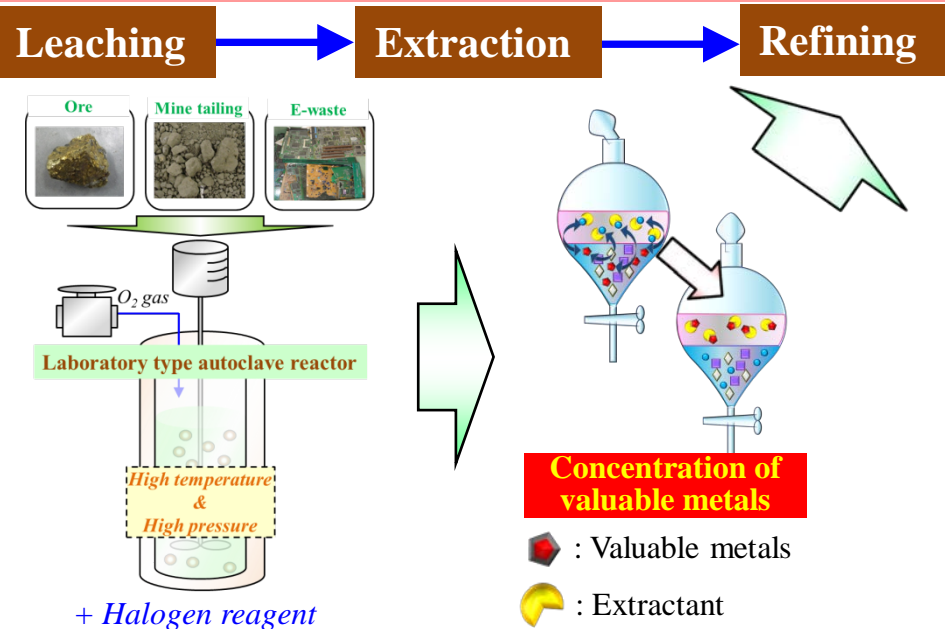 Leaching
Extraction
Refining
Ore
Mine tailing
E-waste
O2 gas
Laboratory type autoclave reactor
High temperature
&
High pressure
+ Halogen reagent
Concentration of
valuable metals
: Valuable metals
: Extractant